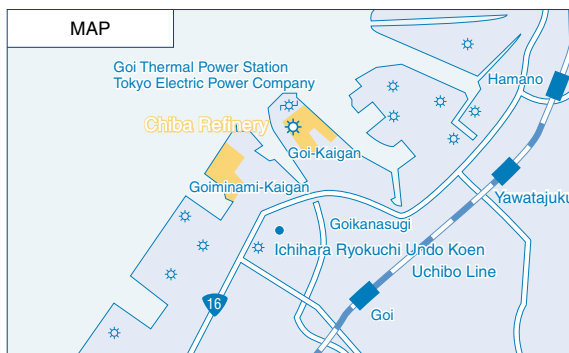 MAP
Goi Thermal Power Station
Tokyo Electric Power Company
Hamano
Chiba Refinery
Goi-Kaigan
Goiminami-Kaigan
Yawatajuku
Goikanasugi
Ichihara Ryokuchi Undo Koen
Uchibo Line
16
Goi